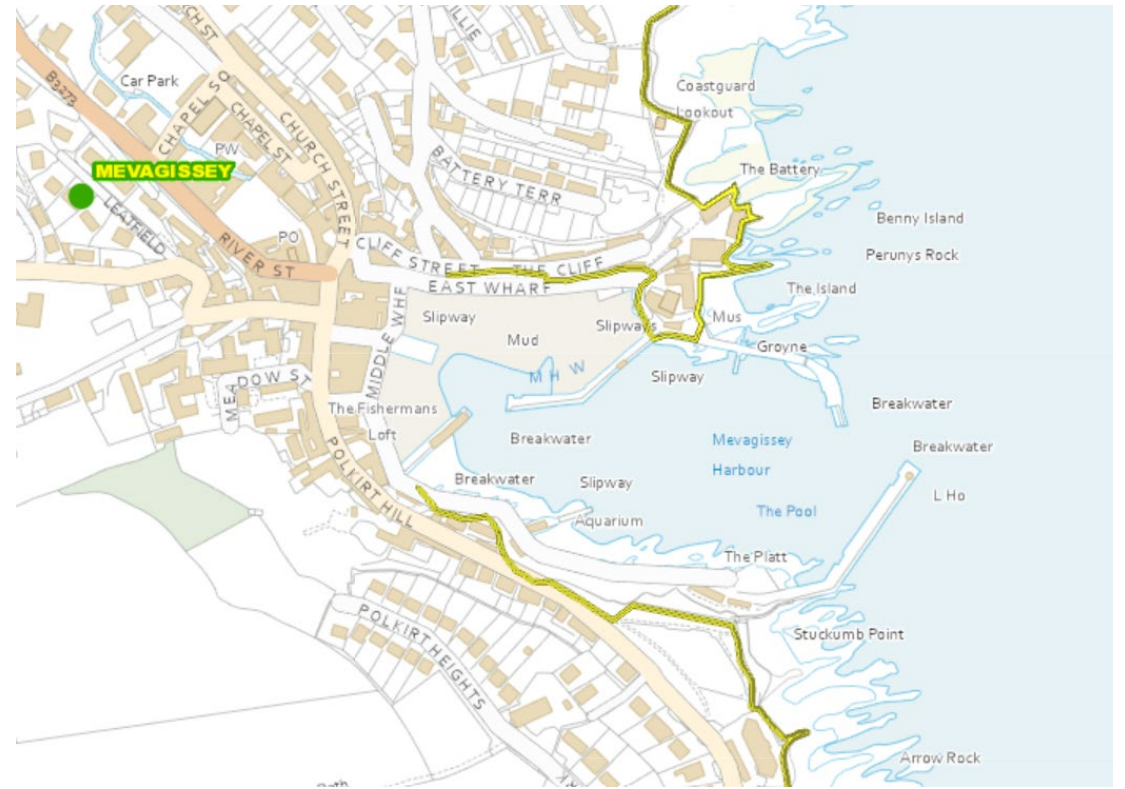 CH ST
LLIE
B3273
Car Park
CHAPEL SQ
Coastguard
Lookout
CHURCH STREET
CHAPEL ST
PW
MEVAGISSEY
BATTERY TERR
The Battery
LEATFIELD
Benny Island
PO
RIVER ST
CLIFF STREET
THE CLIFF
Perunys Rock
EAST WHARF
The Island
MIDDLE WHF
Slipway
Mud
Slipways
Mus
Groyne
M H W
Slipway
MEADOW ST
The Fishermans
Loft
Breakwater
Breakwater
Mevagissey
Harbour
Breakwater
POLKIRT HILL
Breakwater
Slipway
L Ho
The Pool
Aquarium
The Platt
POLKIRT HEIGHTS
Stuckumb Point
Arrow Rock